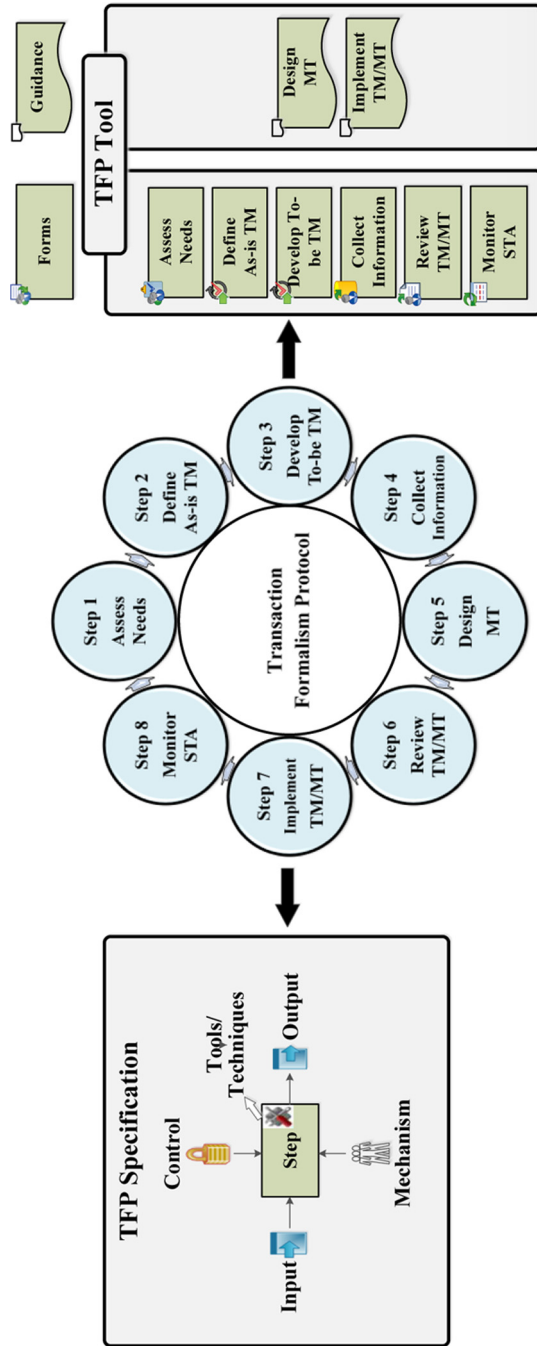 TFP Specification
Control
Tools/
Techniques
Input
Step
Output
Mechanism
Transaction
Formalism Protocol
Step 1
Assess
Needs
Step 2
Define
As-is TM
Step 3
Develop
To-be TM
Step 4
Collect
Information
Step 5
Design
MT
Step 6
Review
TM/MT
Step 7
Implement
TM/MT
Step 8
Monitor
STA
Forms
Guidance
TFP Tool
Assess
Needs
Define
As-is TM
Develop To-
be TM
Collect
Information
Review
TM/MT
Monitor
STA
Design
MT
Implement
TM/MT